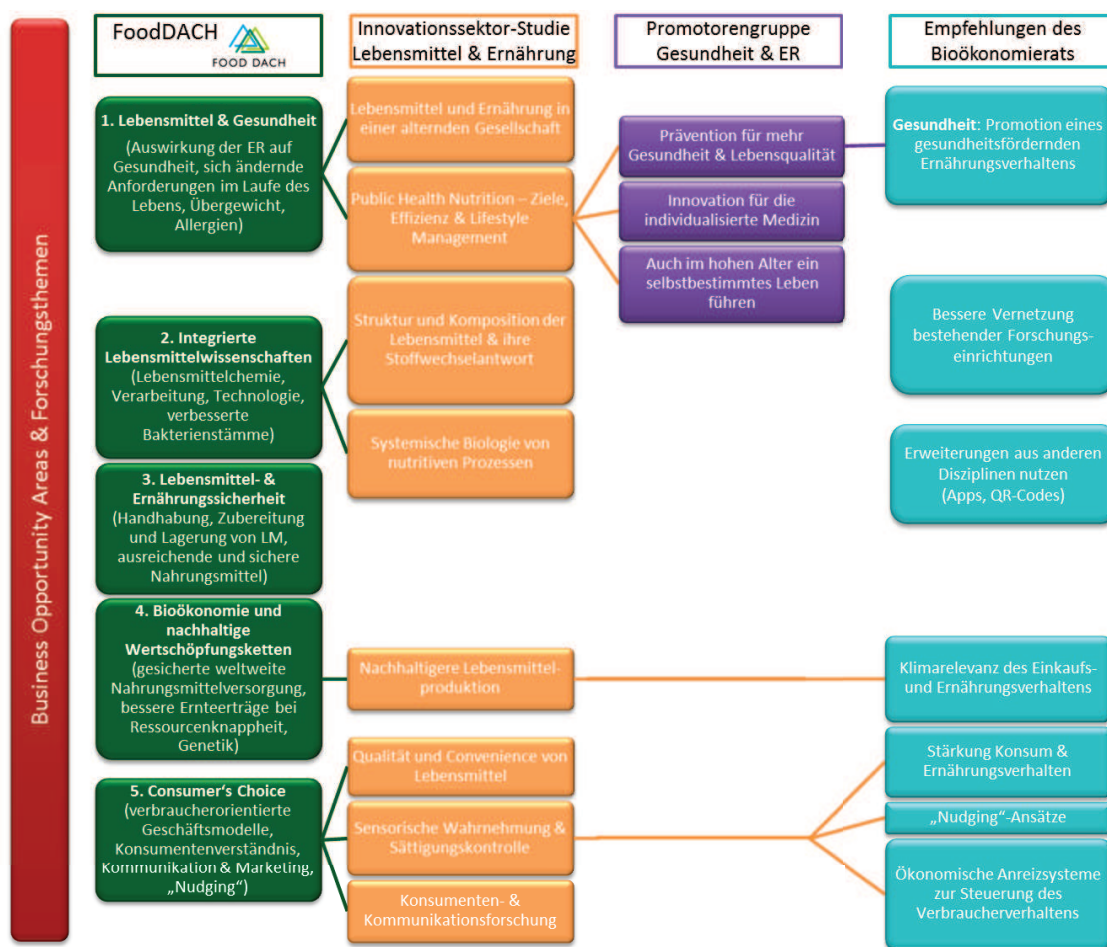 FoodDACH
FOOD DACH
Innovationssektor-Studie
Lebensmittel & Ernährung
Promotorengruppe
Gesundheit & ER
Empfehlungen des
Bioökonomierats
Business Opportunity Areas & Forschungsthemen
1. Lebensmittel & Gesundheit
(Auswirkung der ER auf
Gesundheit, sich ändernde
Anforderungen im Laufe des
Lebens, Übergewicht,
Allergien)
2. Integrierte
Lebensmittelwissenschaften
(Lebensmittelchemie,
Verarbeitung, Technologie,
verbesserte
Bakterienstämme)
3. Lebensmittel- &
Ernährungssicherheit
(Handhabung, Zubereitung
und Lagerung von LM,
ausreichende und sichere
Nahrungsmittel)
4. Bioökonomie und
nachhaltige
Wertschöpfungsketten
(gesicherte weltweite
Nahrungsmittelversorgung,
bessere Ernteerträge bei
Ressourcenknappheit,
Genetik)
5. Consumer's Choice
(verbraucherorientierte
Geschäftsmodelle,
Konsumentenverständnis,
Kommunikation & Marketing,
„Nudging“)
Lebensmittel und Ernährung in
einer alternden Gesellschaft
Public Health Nutrition – Ziele,
Effizienz & Lifestyle
Management
Struktur und Komposition der
Lebensmittel & ihre
Stoffwechselantwort
Systemische Biologie von
nutritiven Prozessen
Nachhaltigere Lebensmittel-
produktion
Qualität und Convenience von
Lebensmittel
Sensorische Wahrnehmung &
Sättigungskontrolle
Konsumenten- &
Kommunikationsforschung
Prävention für mehr
Gesundheit & Lebensqualität
Innovation für die
individualisierte Medizin
Auch im hohen Alter ein
selbstbestimmtes Leben
führen
Gesundheit: Promotion eines
gesundheitsfördernden
Ernährungsverhaltens
Bessere Vernetzung
bestehender Forschungs-
einrichtungen
Erweiterungen aus anderen
Disziplinen nutzen
(Apps, QR-Codes)
Klimarelevanz des Einkaufs-
und Ernährungsverhaltens
Stärkung Konsum &
Ernährungsverhalten
„Nudging“-Ansätze
Ökonomische Anreizsysteme
zur Steuerung des
Verbraucherverhaltens